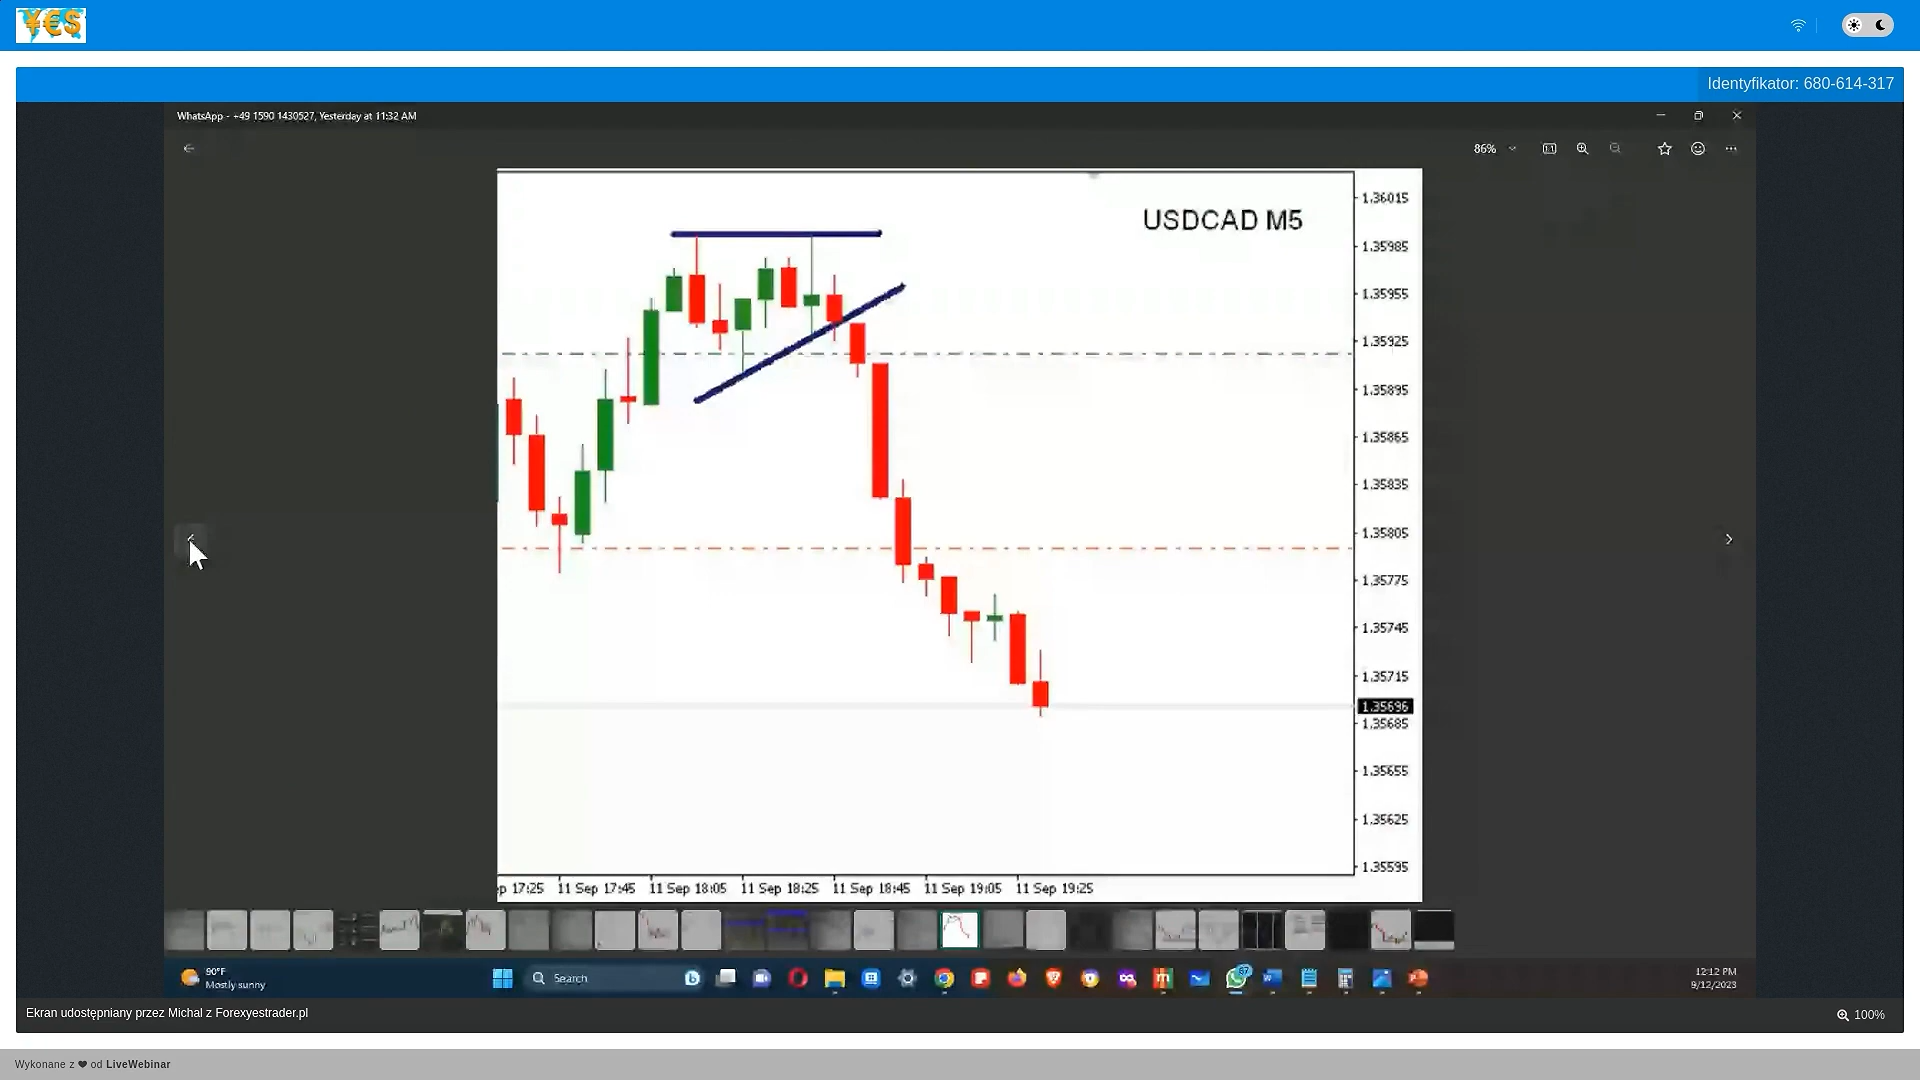 ¥€$
Identyfikator: 680-614-317
WhatsApp - +49 1590 1430527, Yesterday at 11:32 AM
86%
USDCAD M5
1.36015
1.35985
1.35955
1.35925
1.35895
1.35865
1.35835
1.35805
1.35775
1.35745
1.35715
1.35696
1.35685
1.35655
1.35625
1.35595
p 17:25 11 Sep 17:45 11 Sep 18:05 11 Sep 18:25 11 Sep 18:45 11 Sep 19:05 11 Sep 19:25
90°F
Mostly sunny
Search
12:12 PM
9/12/2023
Ekran udostępniany przez Michal z Forexyestrader.pl
100%
Wykonane z ❤ od LiveWebinar